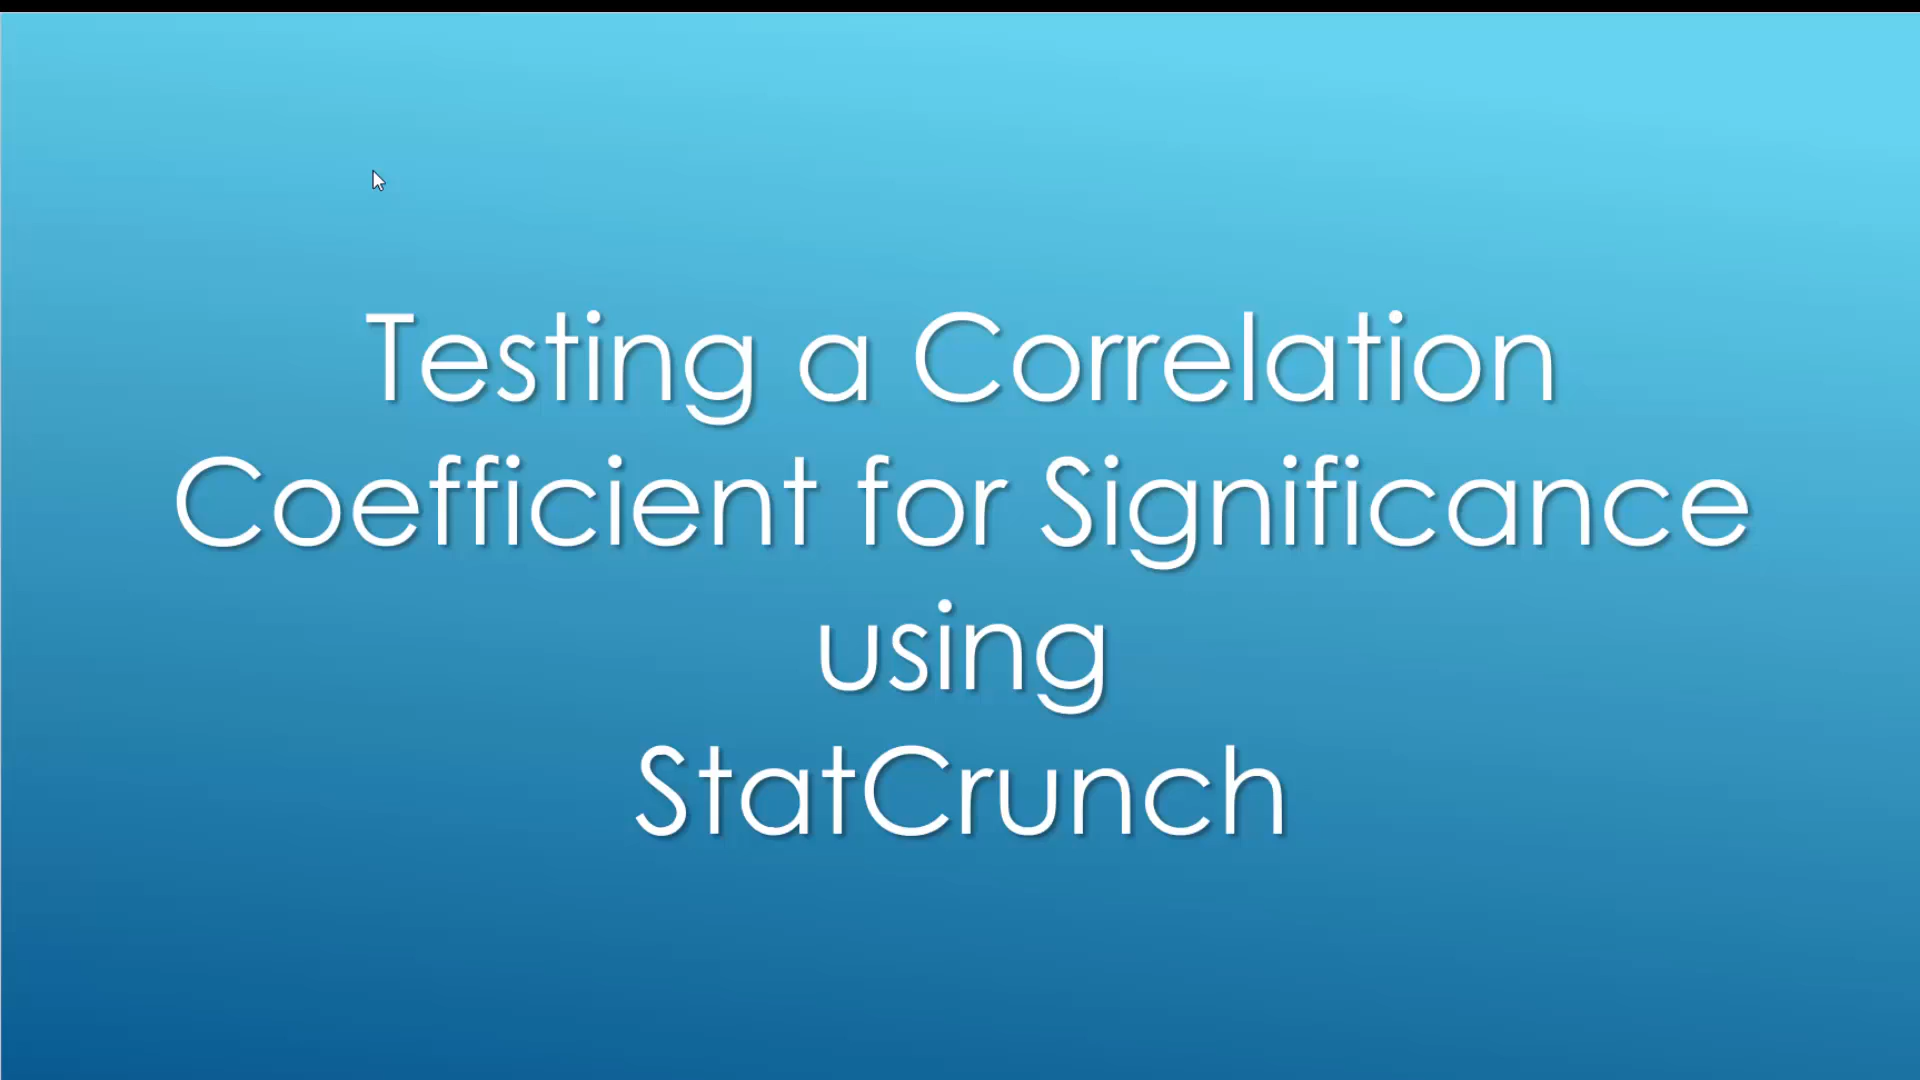 Testing a Correlation
Coefficient for Significance
using
StatCrunch